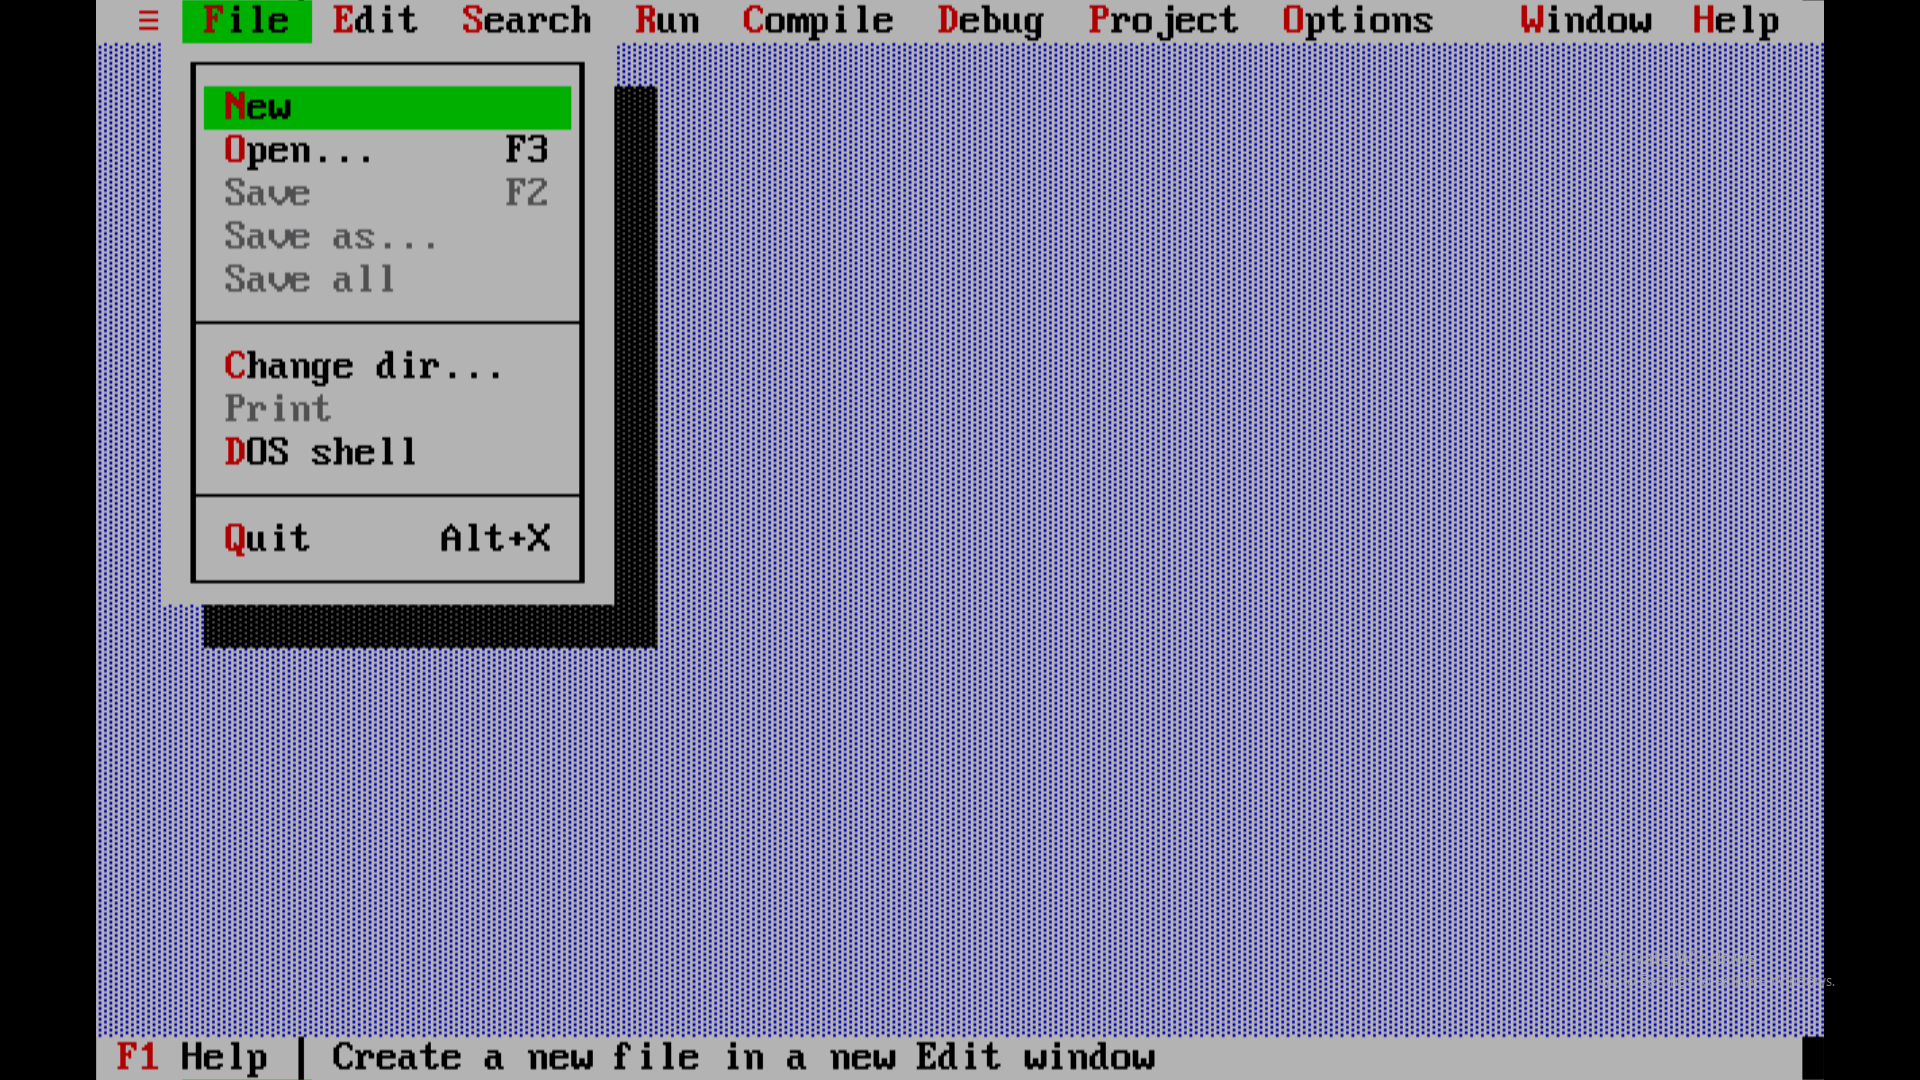 ≡ File Edit Search Run Compile Debug Project Options Window Help
New
Open... F3
Save F2
Save as...
Save all
Change dir...
Print
DOS shell
Quit Alt+X
F1 Help | Create a new file in a new Edit window